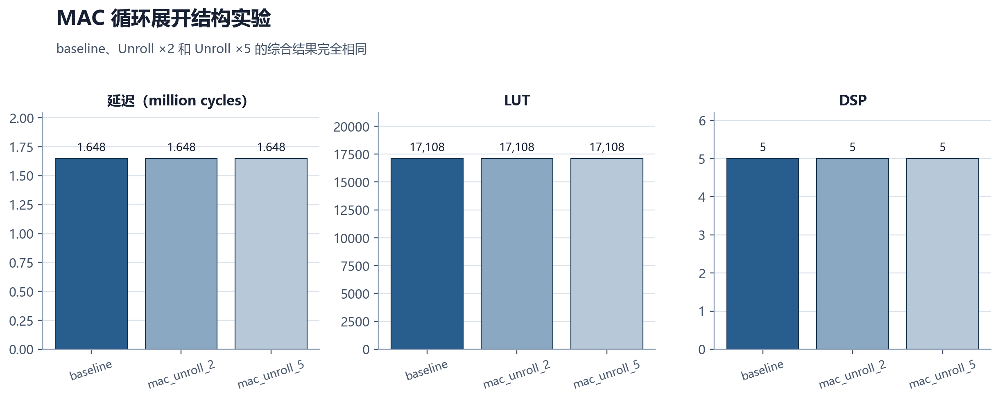 MAC 循环展开结构实验
baseline、Unroll ×2 和 Unroll ×5 的综合结果完全相同
延迟（million cycles）
2.00
1.75
1.50
1.25
1.00
0.75
0.50
0.25
0.00
1.648
1.648
1.648
baseline
mac_unroll_2
mac_unroll_5
LUT
20000
17500
15000
12500
10000
7500
5000
2500
0
17,108
17,108
17,108
baseline
mac_unroll_2
mac_unroll_5
DSP
6
5
4
3
2
1
0
5
5
5
baseline
mac_unroll_2
mac_unroll_5